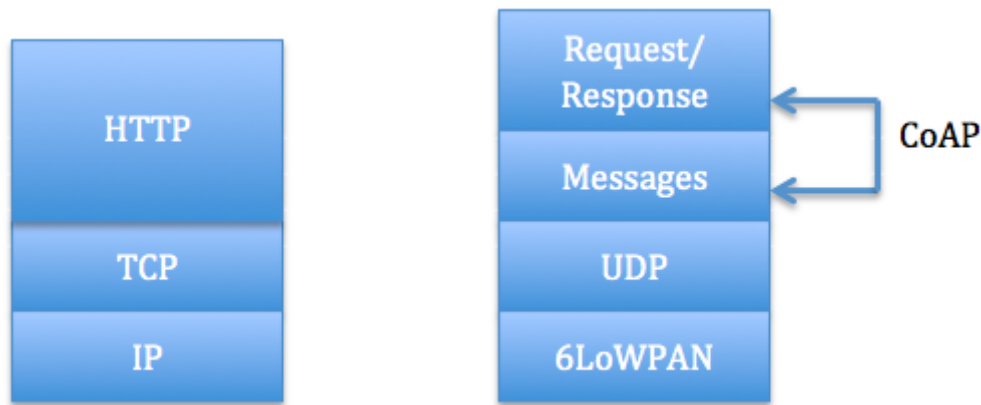 HTTP
TCP
IP
Request/
Response
Messages
UDP
6LoWPAN
CoAP